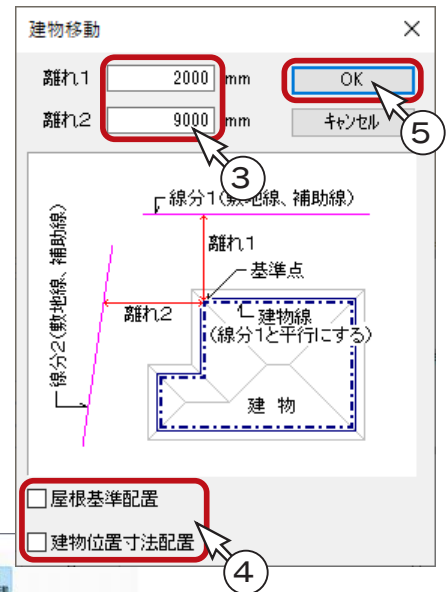 建物移動
離れ1 2000 mm OK
離れ2 9000 mm キャンセル
③
⑤
線分1(敷地線、補助線)
離れ1
基準点
離れ2
建物線
(線分1と平行にする)
線分2(敷地線、補助線)
建 物
屋根基準配置
建物位置寸法配置
④